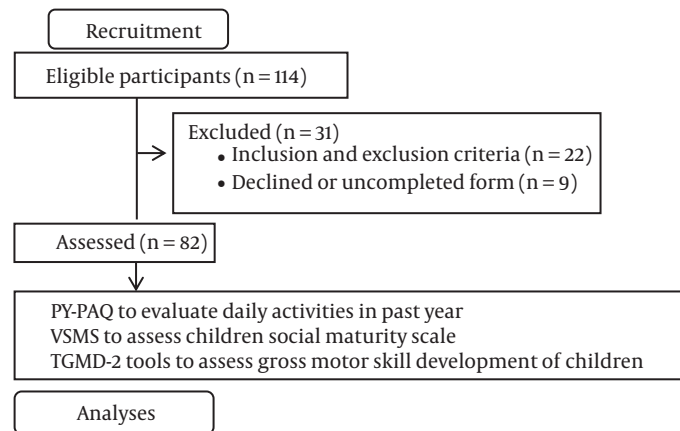 Recruitment
Eligible participants (n = 114)
Excluded (n = 31)
• Inclusion and exclusion criteria (n = 22)
• Declined or uncompleted form (n = 9)
Assessed (n = 82)
PY-PAQ to evaluate daily activities in past year
VSMS to assess children social maturity scale
TGMD-2 tools to assess gross motor skill development of children
Analyses